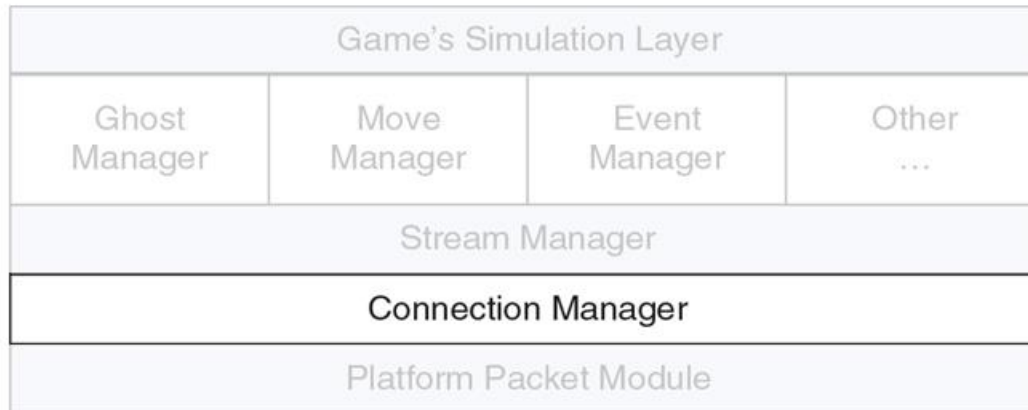 Game's Simulation Layer
Ghost
Manager
Move
Manager
Event
Manager
Other
...
Stream Manager
Connection Manager
Platform Packet Module